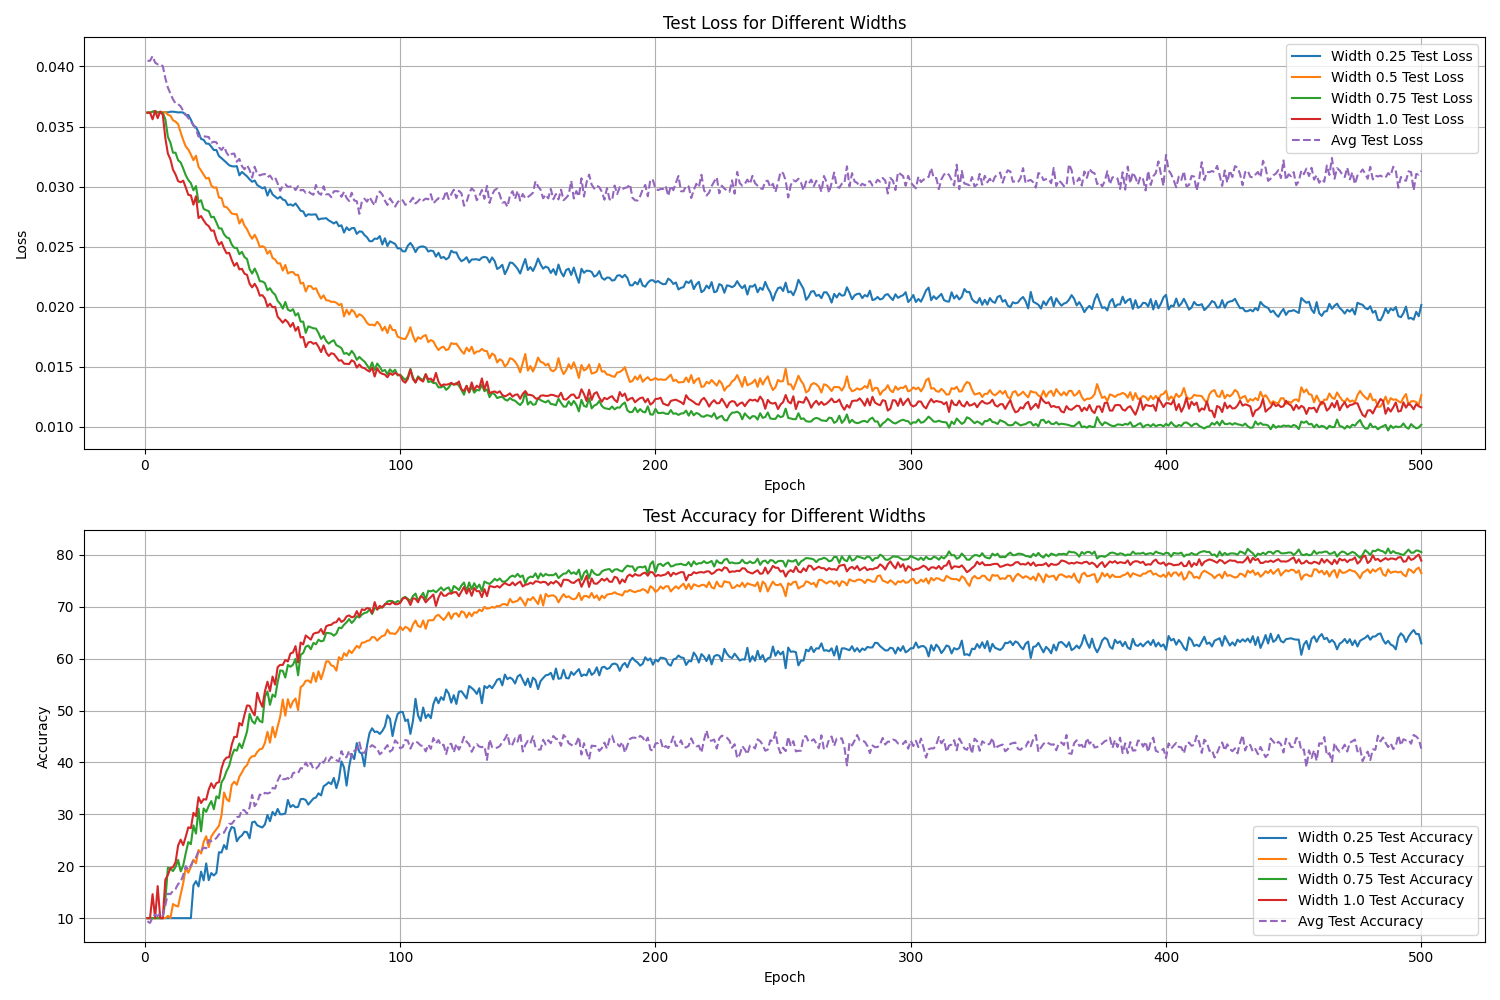 Test Loss for Different Widths
0.040
0.035
0.030
0.025
0.020
0.015
0.010
Loss
Width 0.25 Test Loss
Width 0.5 Test Loss
Width 0.75 Test Loss
Width 1.0 Test Loss
Avg Test Loss
0 100 200 300 400 500
Epoch
Test Accuracy for Different Widths
80
70
60
50
40
30
20
10
Accuracy
Width 0.25 Test Accuracy
Width 0.5 Test Accuracy
Width 0.75 Test Accuracy
Width 1.0 Test Accuracy
Avg Test Accuracy
0 100 200 300 400 500
Epoch